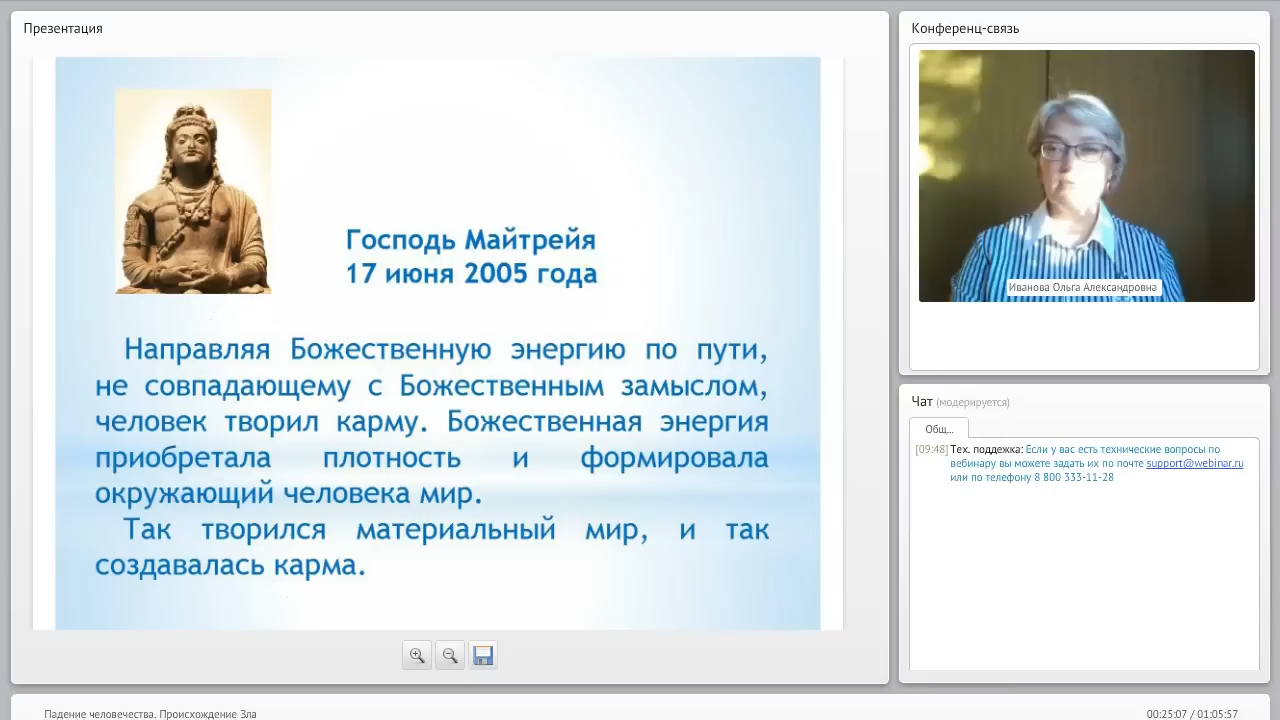 Презентация
Господь Майтрейя
17 июня 2005 года
Направляя Божественную энергию по пути,
не совпадающему с Божественным замыслом,
человек творил карму. Божественная энергия
приобретала плотность и формировала
окружающий человека мир.
Так творился материальный мир, и так
создавалась карма.
Конференц-связь
Иванова Ольга Александровна
Чат (модерируется)
Общ...
[09:48] Тех. поддежка: Если у вас есть технические вопросы по
вебинару вы можете задать их по почте support@webinar.ru
или по телефону 8 800 333-11-28
Падение человечества. Происхождение Зла
00:25:07 / 01:05:57